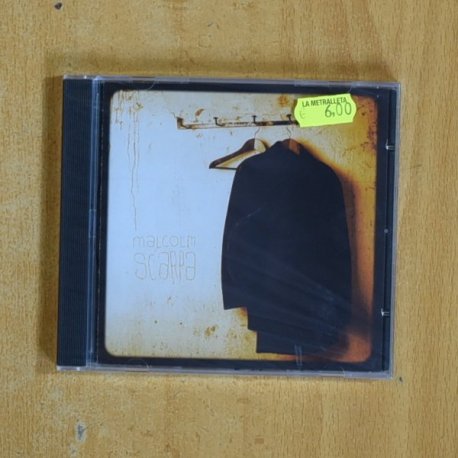 LA METRALLETA
€ 6,00
malcolm
scarpa